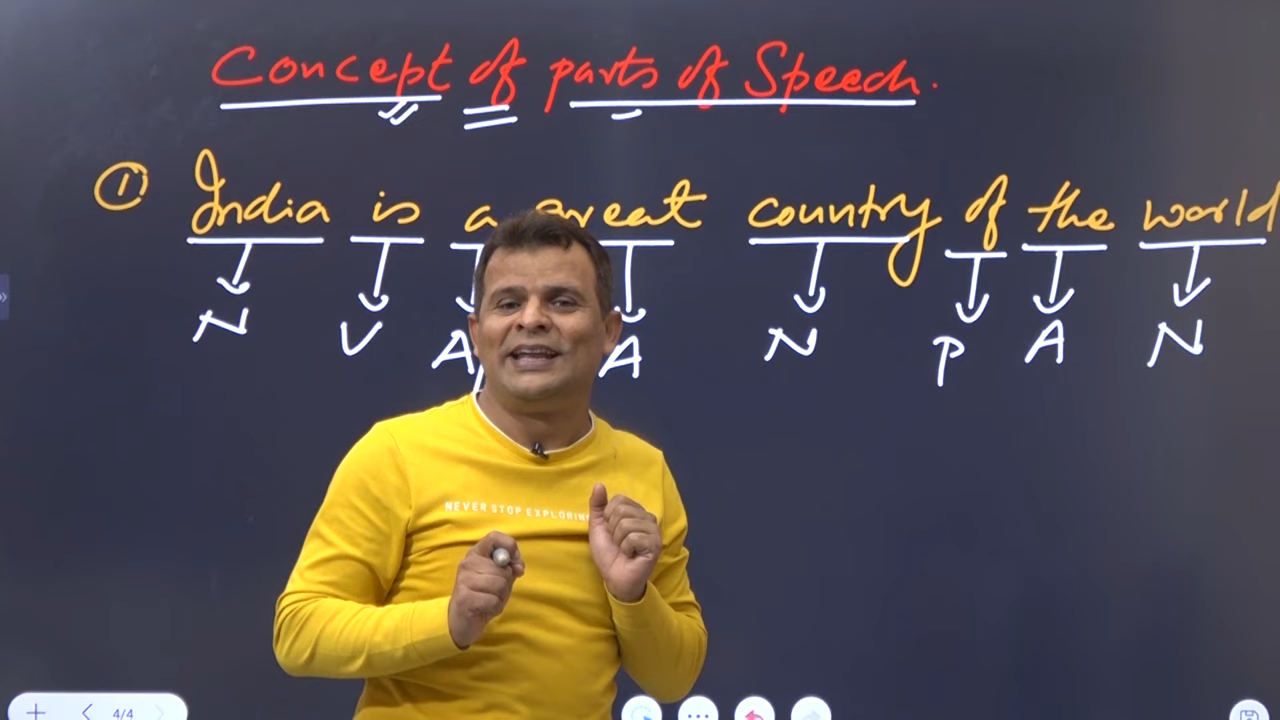 Concept of parts of Speech.
① India is a great country of the world
N V A A N P A N
NEVER STOP EXPLORING
4/4